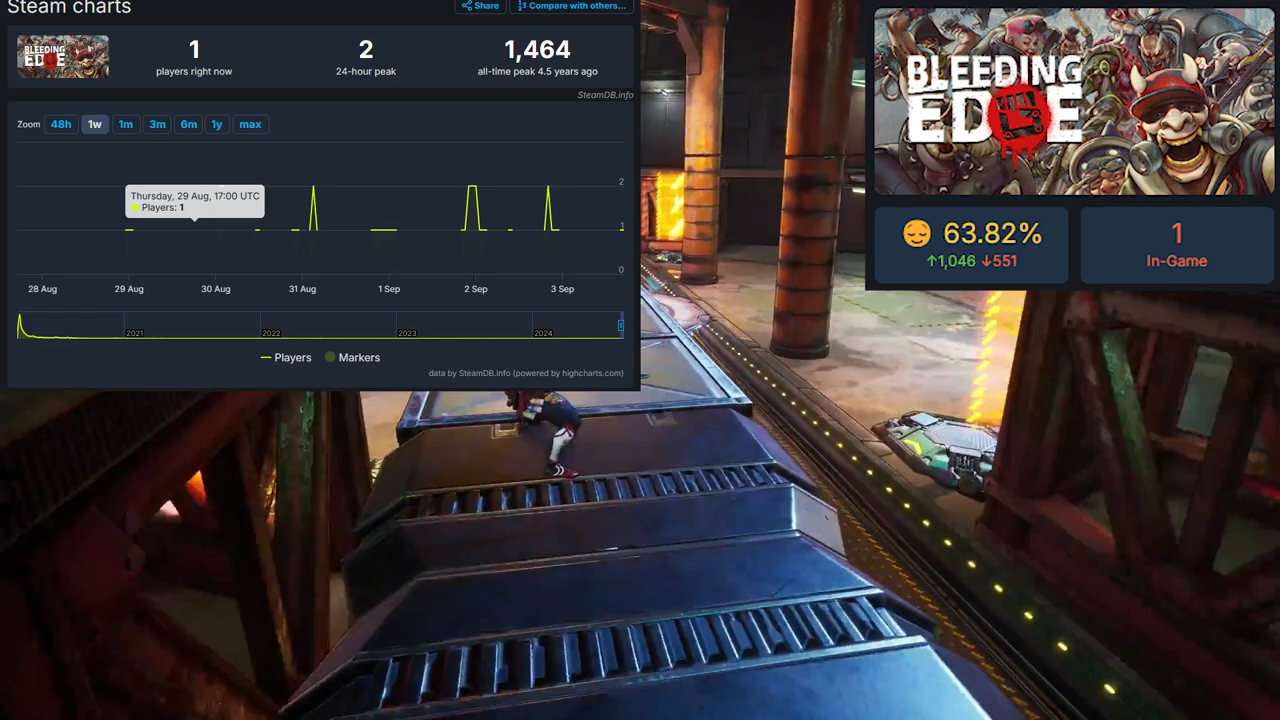 Steam charts
Share
Compare with others...
BLEEDING
EDGE
1
players right now
2
24-hour peak
1,464
all-time peak 4.5 years ago
SteamDB.info
Zoom 48h 1w 1m 3m 6m 1y max
Thursday, 29 Aug, 17:00 UTC
Players: 1
2
1
0
28 Aug 29 Aug 30 Aug 31 Aug 1 Sep 2 Sep 3 Sep
2021 2022 2023 2024
Players Markers
data by SteamDB.info (powered by highcharts.com)
BLEEDING
EDGE
63.82%
↑1,046 ↓551
1
In-Game